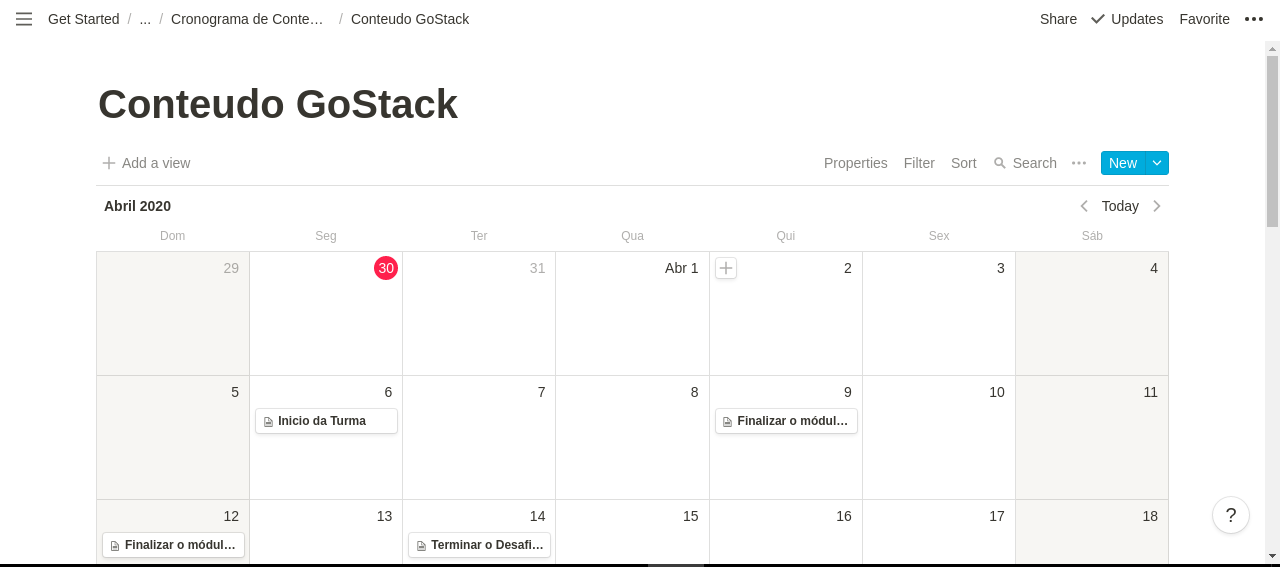 Get Started / ... / Cronograma de Conte… / Conteudo GoStack
Share Updates Favorite
Conteudo GoStack
Add a view
Properties Filter Sort Search New
Abril 2020
Today
Dom Seg Ter Qua Qui Sex Sáb
29 30 31 Abr 1 2 3 4
5 6 7 8 9 10 11
Inicio da Turma Finalizar o módul…
12 13 14 15 16 17 18
Finalizar o módul… Terminar o Desafi…
?